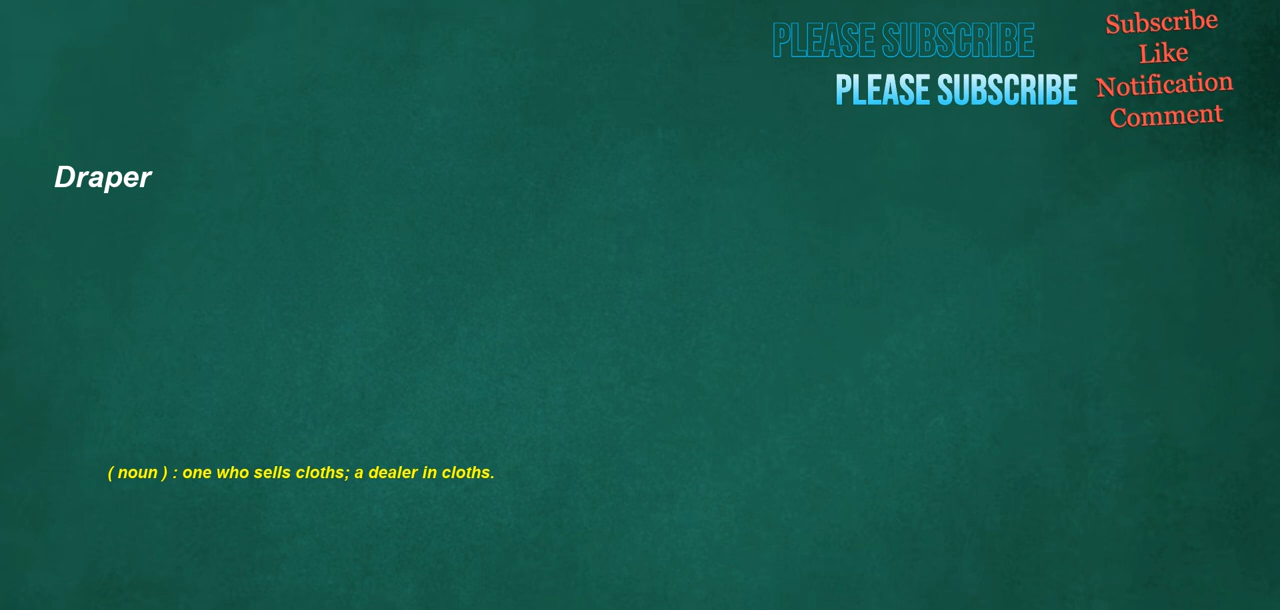 PLEASE SUBSCRIBE
PLEASE SUBSCRIBE
Subscribe
Like
Notification
Comment
Draper
( noun ) : one who sells cloths; a dealer in cloths.